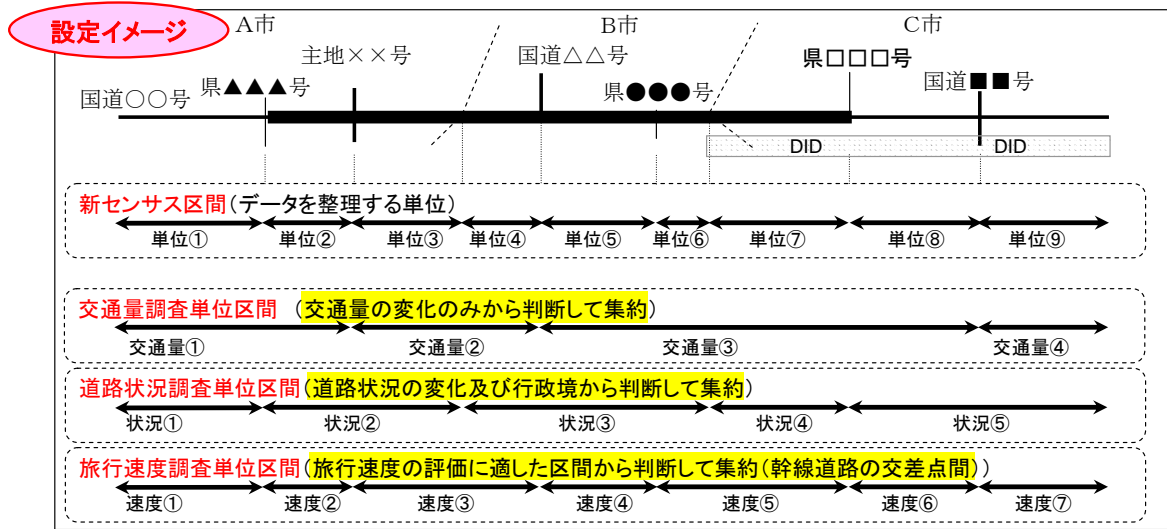 設定イメージ
A市
B市
C市
主地××号
国道△△号
県□□□号
国道○○号
県▲▲▲号
県●●●号
国道■■号
DID
DID
新センサス区間(データを整理する単位)
単位①
単位②
単位③
単位④
単位⑤
単位⑥
単位⑦
単位⑧
単位⑨
交通量調査単位区間 (交通量の変化のみから判断して集約)
交通量①
交通量②
交通量③
交通量④
道路状況調査単位区間(道路状況の変化及び行政境から判断して集約)
状況①
状況②
状況③
状況④
状況⑤
旅行速度調査単位区間(旅行速度の評価に適した区間から判断して集約(幹線道路の交差点間))
速度①
速度②
速度③
速度④
速度⑤
速度⑥
速度⑦